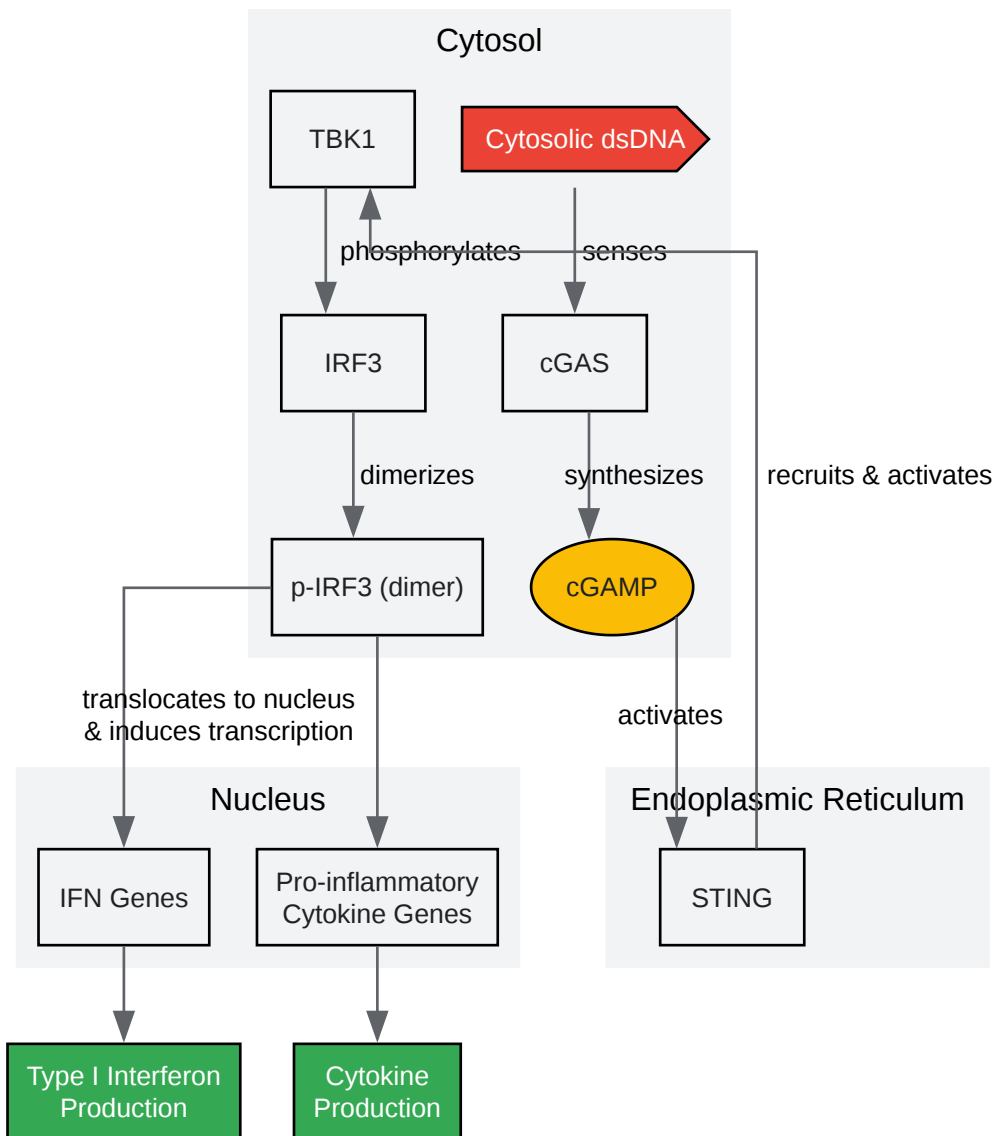 Cytosol
TBK1
Cytosolic dsDNA
phosphorylates
senses
IRF3
cGAS
dimerizes
synthesizes
recruits & activates
p-IRF3 (dimer)
cGAMP
translocates to nucleus
& induces transcription
activates
Nucleus
Endoplasmic Reticulum
IFN Genes
Pro-inflammatory
Cytokine Genes
STING
Type I Interferon
Production
Cytokine
Production